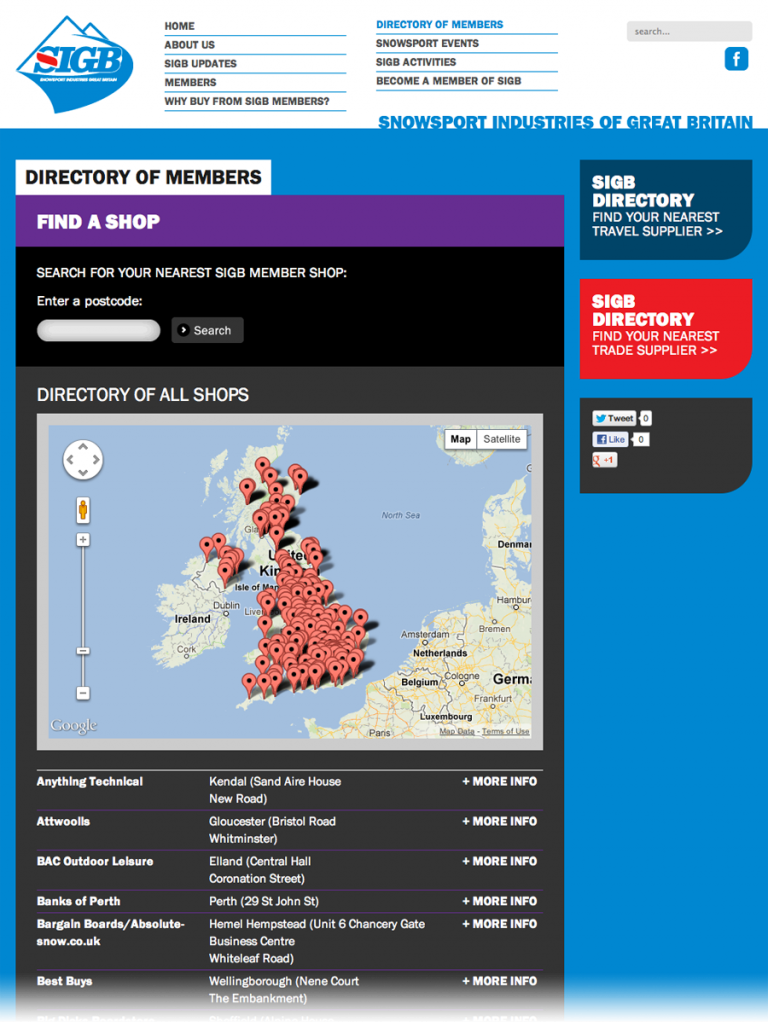 SIGB
SNOWSPORT INDUSTRIES GREAT BRITAIN
HOME
ABOUT US
SIGB UPDATES
MEMBERS
WHY BUY FROM SIGB MEMBERS?
DIRECTORY OF MEMBERS
SNOWSPORT EVENTS
SIGB ACTIVITIES
BECOME A MEMBER OF SIGB
search...
f
SNOWSPORT INDUSTRIES OF GREAT BRITAIN
DIRECTORY OF MEMBERS
FIND A SHOP
SEARCH FOR YOUR NEAREST SIGB MEMBER SHOP:
Enter a postcode:
Search
DIRECTORY OF ALL SHOPS
Map
Satellite
North Sea
Denmar
Isle of Man
Dublin
Ireland
Cork
Hamburg
Bremen
Amsterdam
Netherlands
Belgium
Cologne
Germ
Frankfurt
Luxembourg
Paris
Google
Map Data - Terms of Use
Anything Technical
Kendal (Sand Aire House
New Road)
+ MORE INFO
Attwoolls
Gloucester (Bristol Road
Whitminster)
+ MORE INFO
BAC Outdoor Leisure
Elland (Central Hall
Coronation Street)
+ MORE INFO
Banks of Perth
Perth (29 St John St)
+ MORE INFO
Bargain Boards/Absolute-
snow.co.uk
Hemel Hempstead (Unit 6 Chancery Gate
Business Centre
Whiteleaf Road)
+ MORE INFO
Best Buys
Wellingborough (Nene Court
The Embankment)
+ MORE INFO
SIGB
DIRECTORY
FIND YOUR NEAREST
TRAVEL SUPPLIER >>
SIGB
DIRECTORY
FIND YOUR NEAREST
TRADE SUPPLIER >>
Tweet 0
Like 0
+1